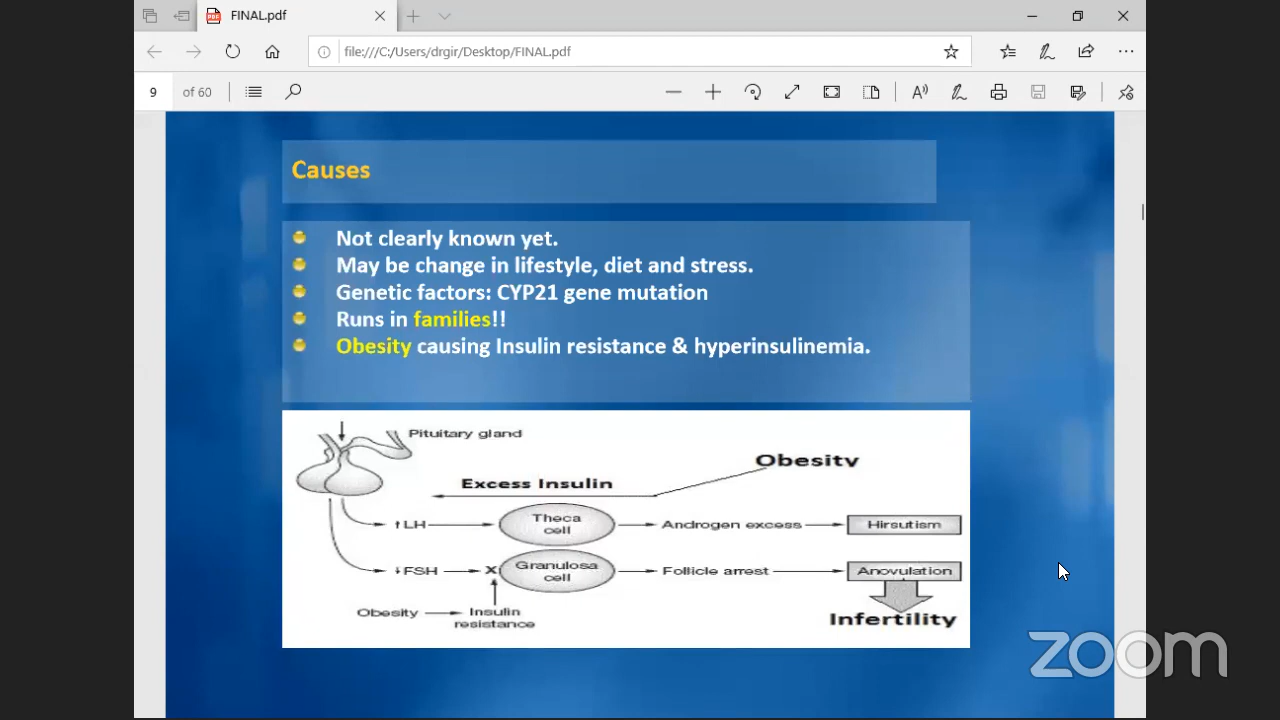 FINAL.pdf
file:///C:/Users/drgir/Desktop/FINAL.pdf
9 of 60
Causes
Not clearly known yet.
May be change in lifestyle, diet and stress.
Genetic factors: CYP21 gene mutation
Runs in families!!
Obesity causing Insulin resistance & hyperinsulinemia.
Pituitary gland
Obesity
Excess Insulin
↑LH Theca cell Androgen excess Hirsutism
↓FSH X Granulosa cell Follicle arrest Anovulation
Obesity Insulin resistance
Infertility
zoom